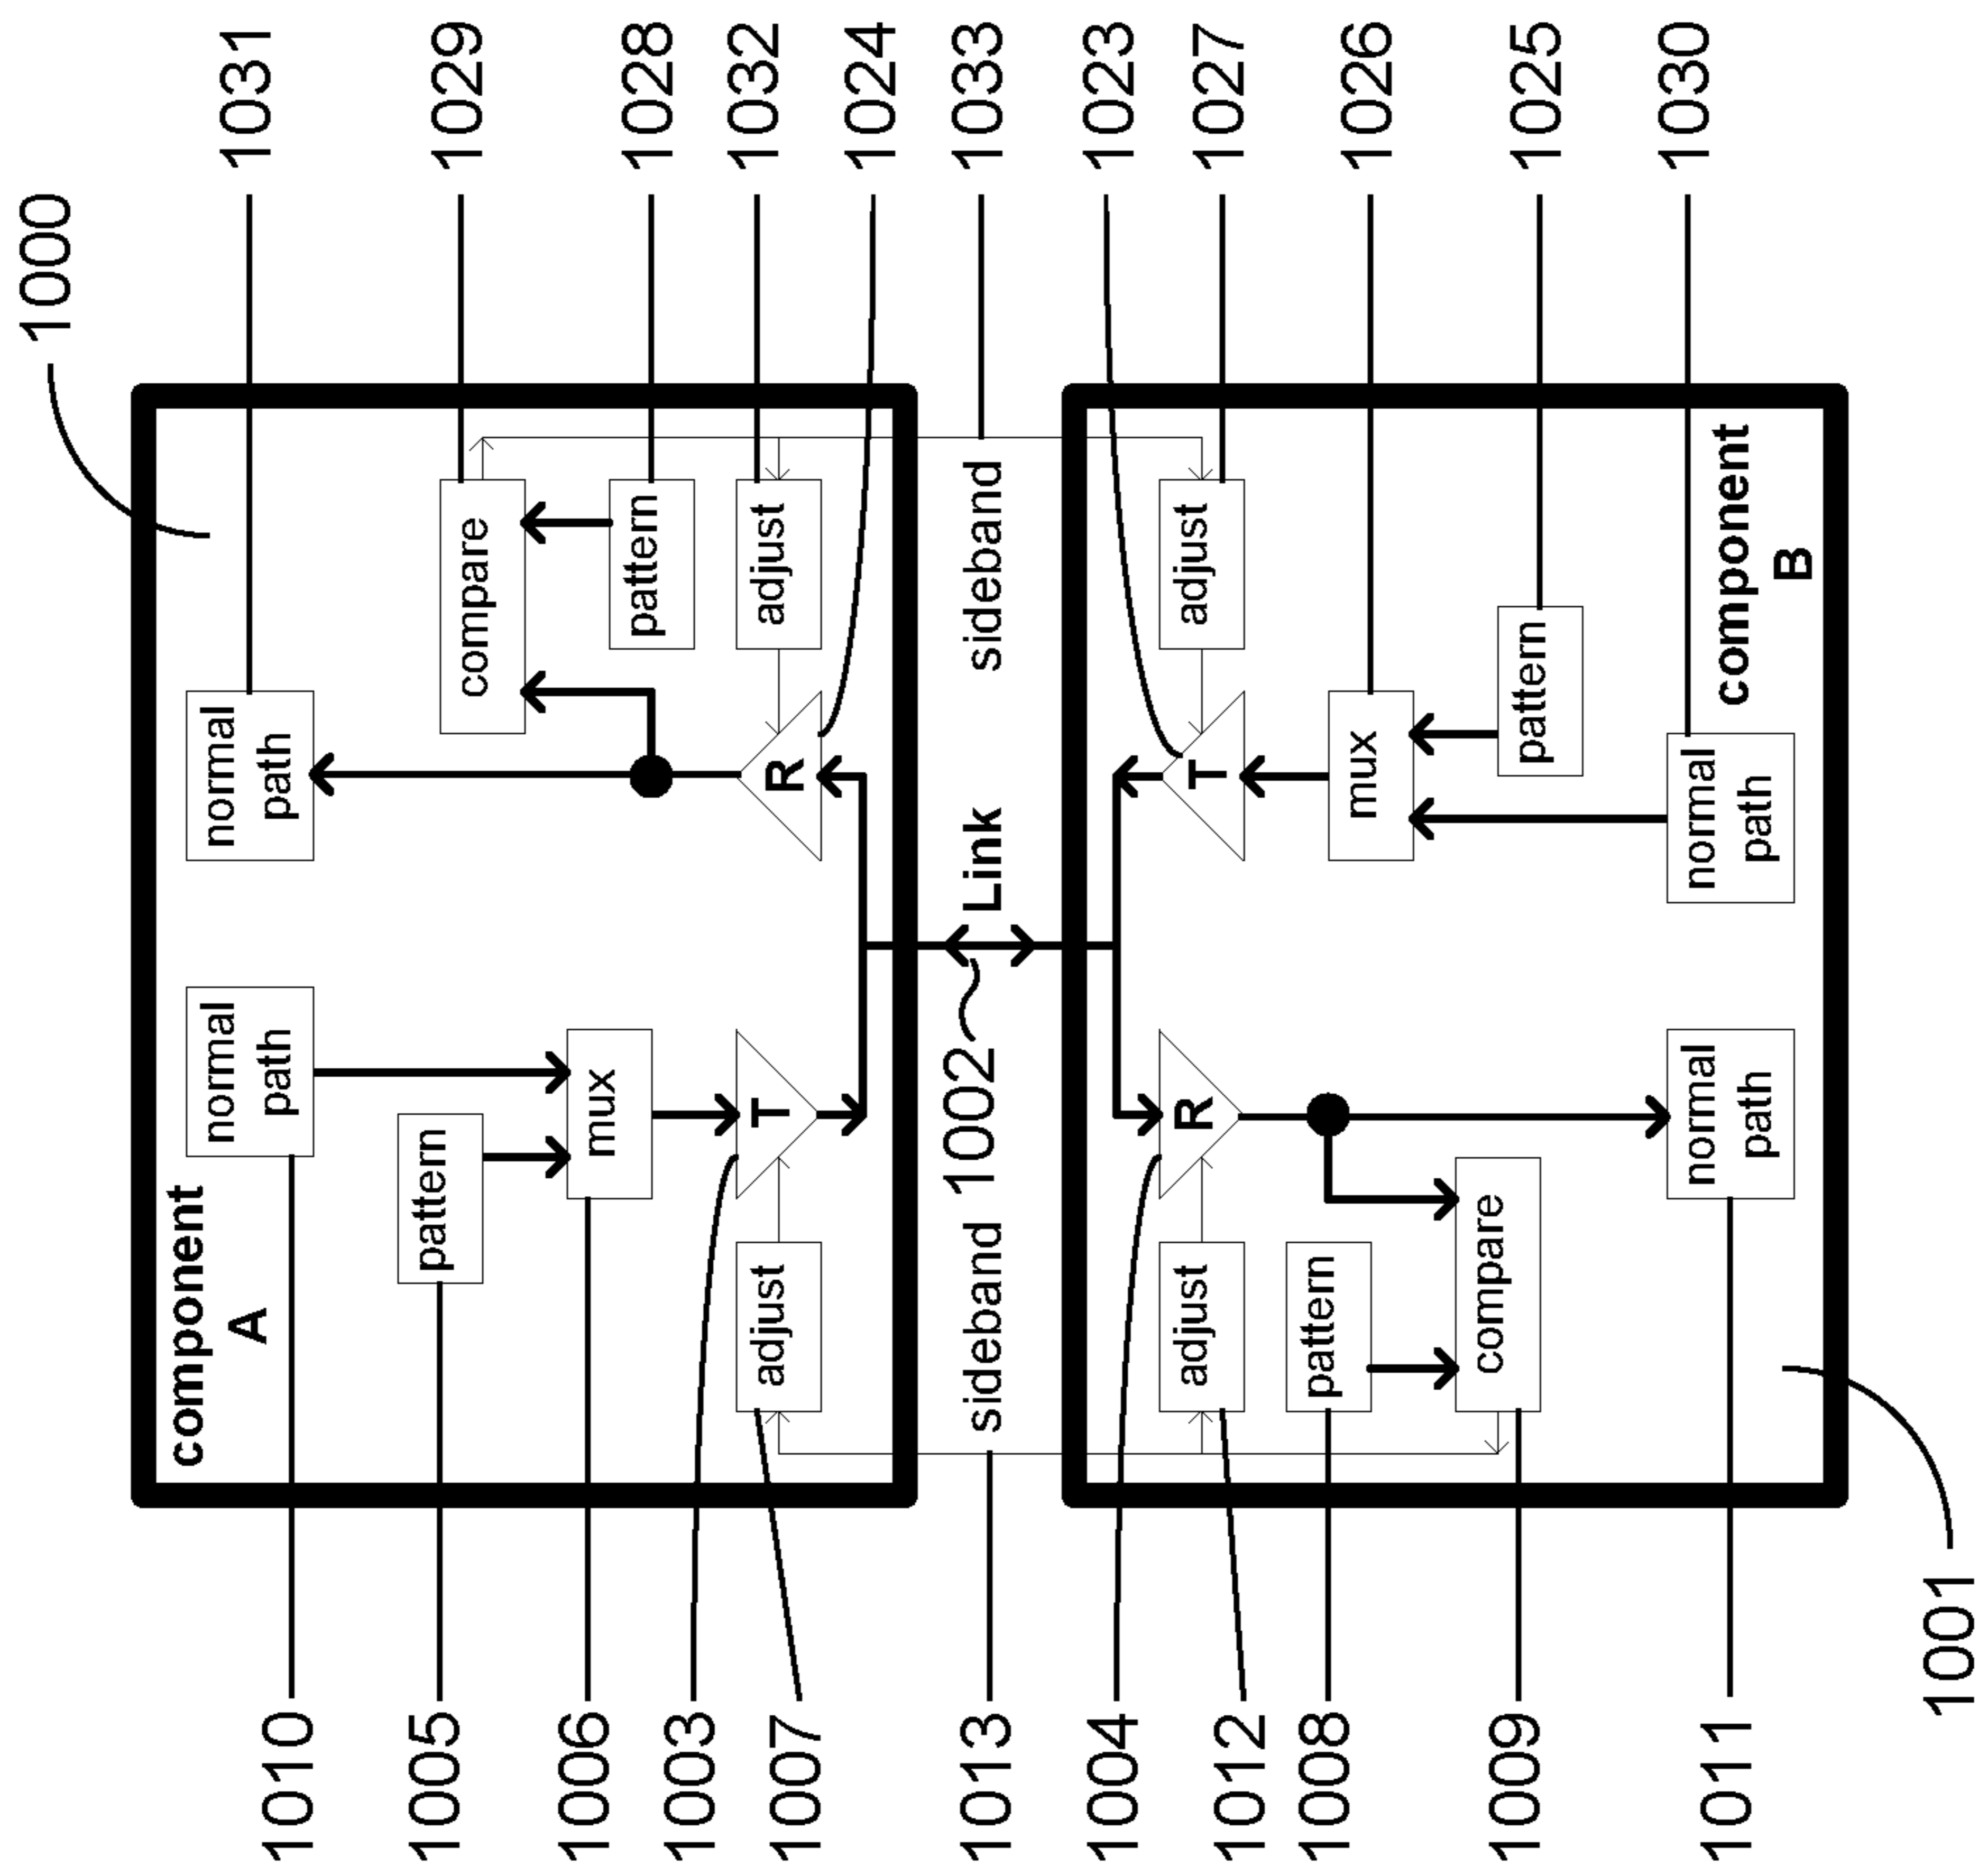 1000
1031
1029
1028
1032
1024
1033
1023
1027
1026
1025
1030
component
A
normal
path
pattern
mux
T
adjust
normal
path
compare
pattern
adjust
R
sideband
1002
Link
sideband
R
adjust
pattern
compare
normal
path
T
adjust
mux
pattern
normal
path
component
B
1010
1005
1006
1003
1007
1013
1004
1012
1008
1009
1011
1001